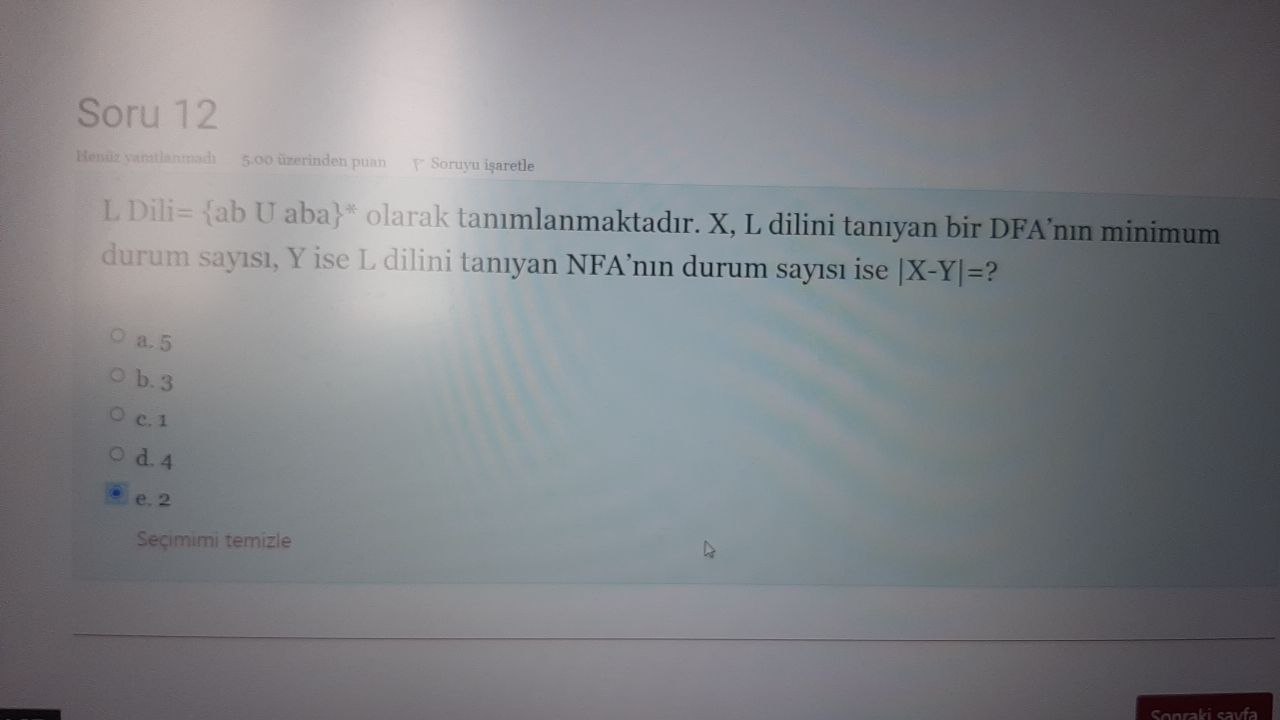 Soru 12
Henüz yanıtlanmadı 5.00 üzerinden puan Soruyu işaretle
L Dili= {ab U aba}* olarak tanımlanmaktadır. X, L dilini tanıyan bir DFA'nın minimum
durum sayısı, Y ise L dilini tanıyan NFA'nın durum sayısı ise |X-Y|=?
a. 5
b. 3
c. 1
d. 4
e. 2
Seçimimi temizle
Sonraki sayfa